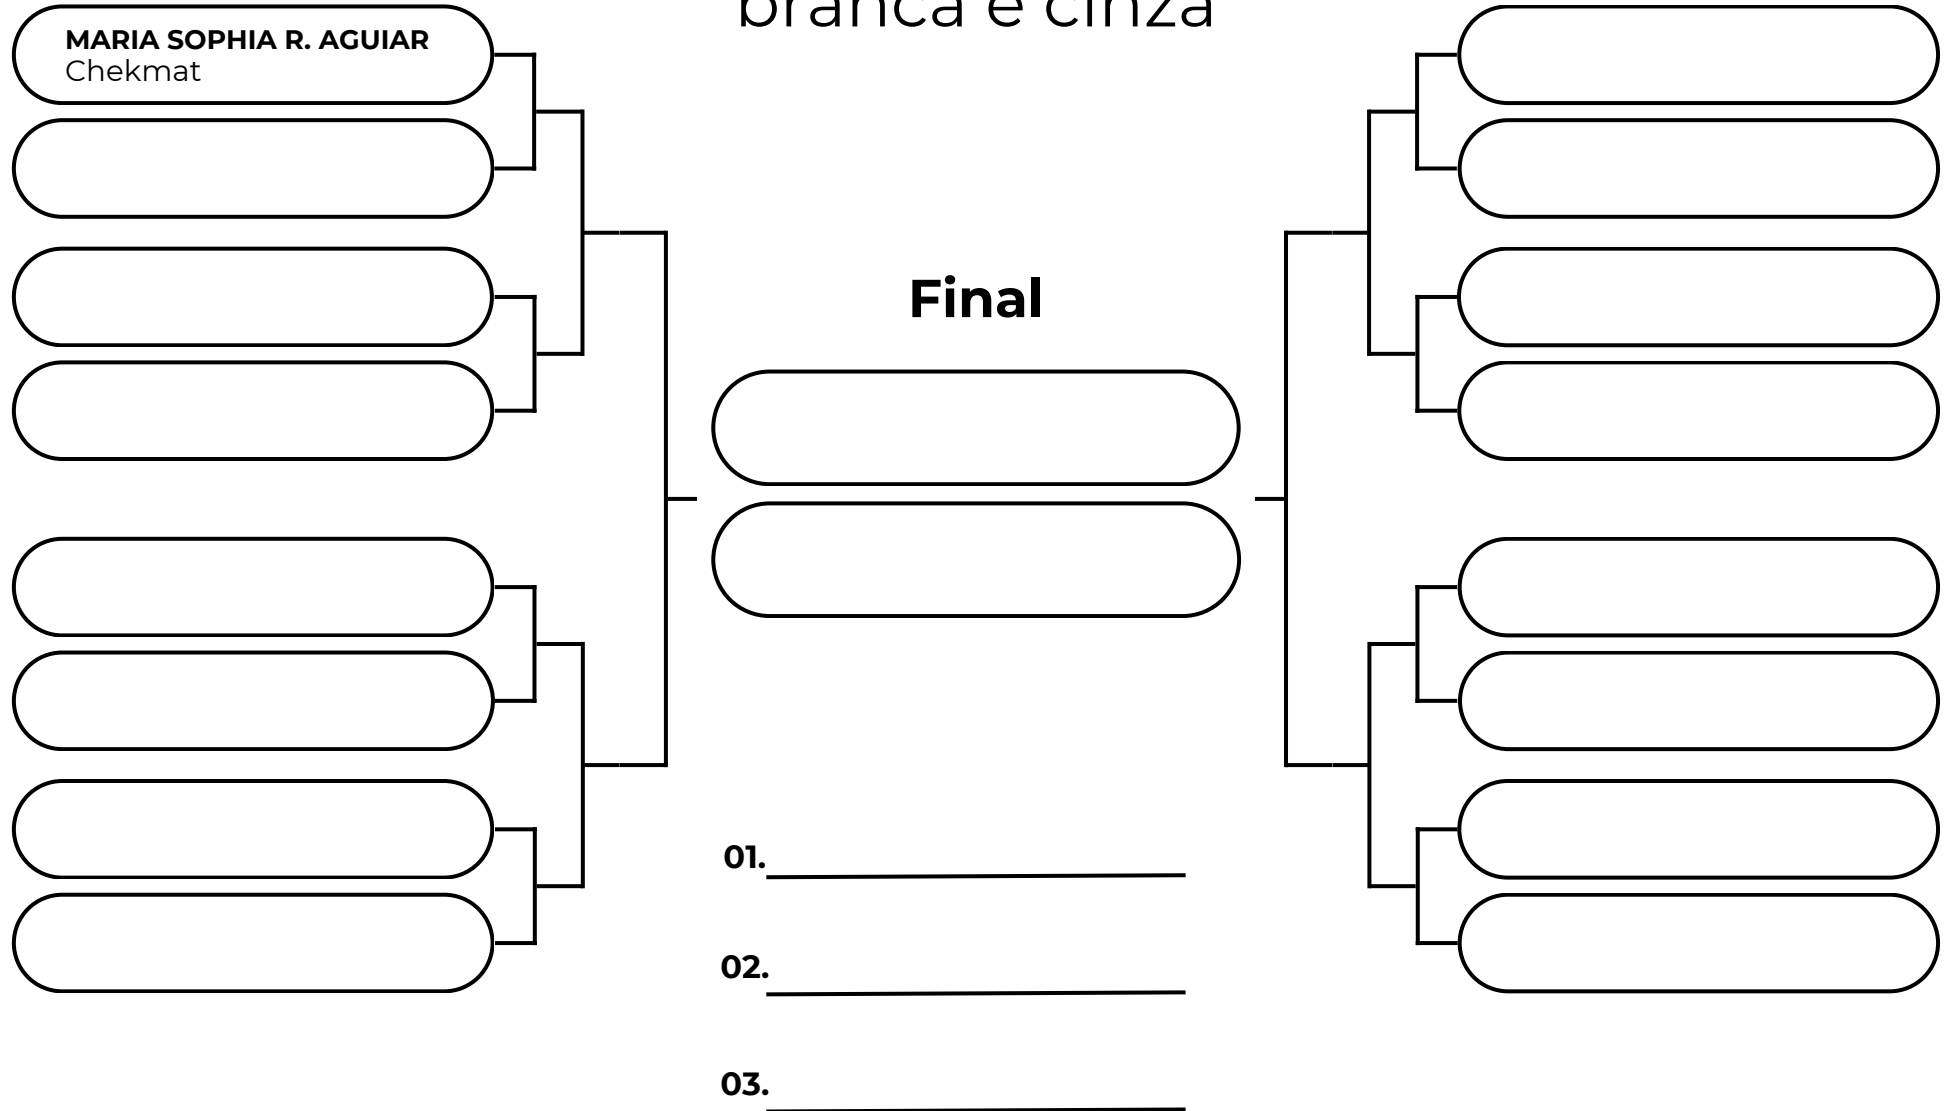 branca e cinza
MARIA SOPHIA R. AGUIAR
Chekmat
Final
01.
02.
03.